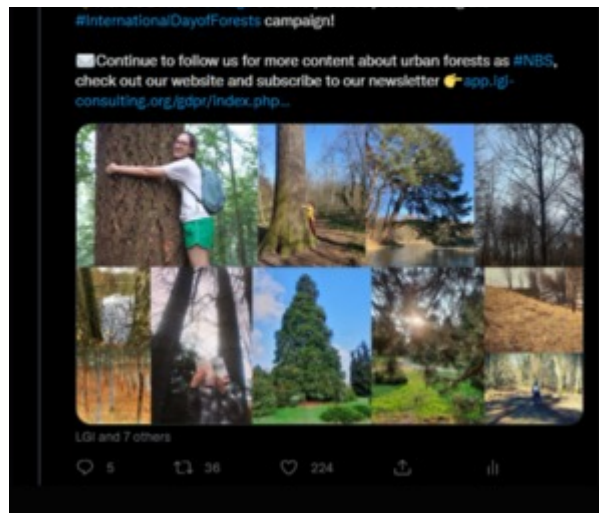 #InternationalDayofForests campaign!
Continue to follow us for more content about urban forests as #NBS,
check out our website and subscribe to our newsletter 👉app.lgi-
consulting.org/gdpr/index.php...
LGI and 7 others
5 36 224